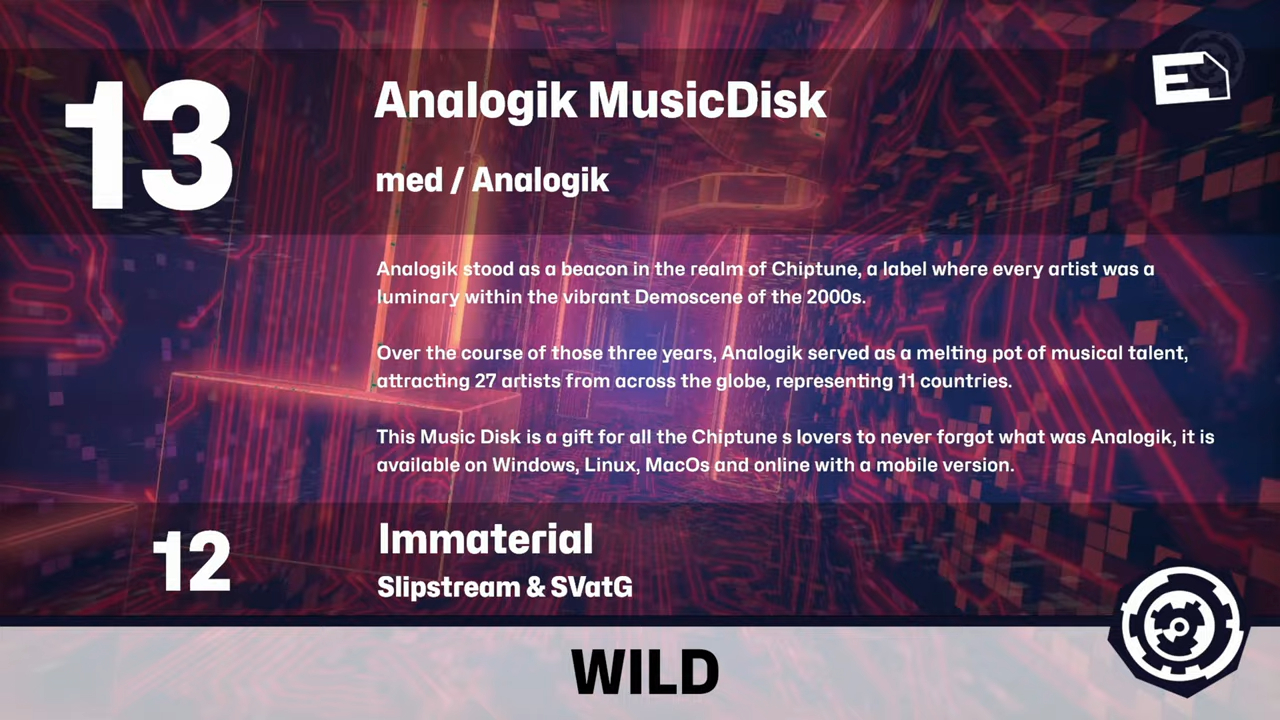 13
Analogik MusicDisk
med / Analogik
Analogik stood as a beacon in the realm of Chiptune, a label where every artist was a
luminary within the vibrant Demoscene of the 2000s.
Over the course of those three years, Analogik served as a melting pot of musical talent,
attracting 27 artists from across the globe, representing 11 countries.
This Music Disk is a gift for all the Chiptune s lovers to never forgot what was Analogik, it is
available on Windows, Linux, MacOs and online with a mobile version.
12
Immaterial
Slipstream & SVatG
WILD